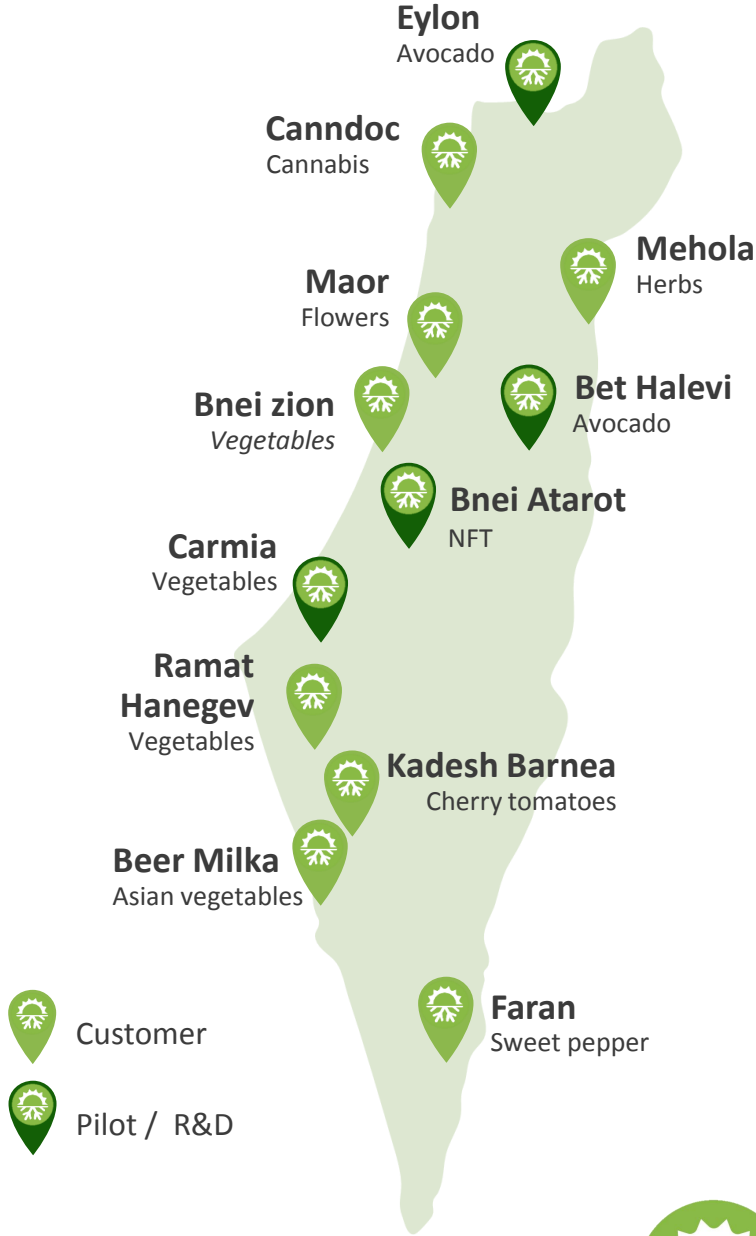 Eylon
Avocado
Canndoc
Cannabis
Mehola
Herbs
Maor
Flowers
Bet Halevi
Avocado
Bnei zion
Vegetables
Bnei Atarot
NFT
Carmia
Vegetables
Ramat
Hanegev
Vegetables
Kadesh Barnea
Cherry tomatoes
Beer Milka
Asian vegetables
Faran
Sweet pepper
Customer
Pilot / R&D